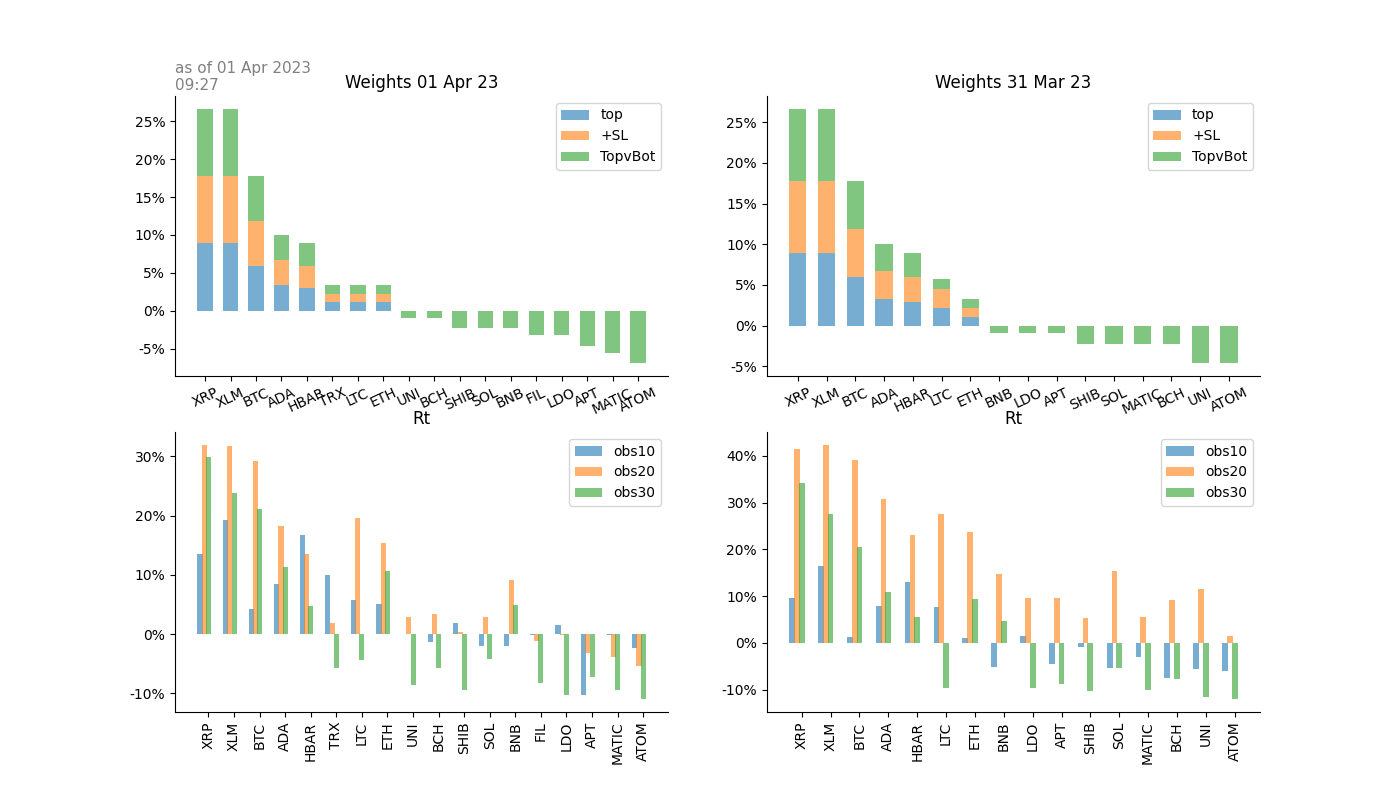 as of 01 Apr 2023
09:27
Weights 01 Apr 23
25%
20%
15%
10%
5%
0%
-5%
top
+SL
TopvBot
XRP XLM BTC ADA HBAR TRX LTC ETH UNI BCH SHIB SOL BNB FIL LDO APT MATIC ATOM
Weights 31 Mar 23
25%
20%
15%
10%
5%
0%
-5%
top
+SL
TopvBot
XRP XLM BTC ADA HBAR LTC ETH BNB LDO APT SHIB SOL MATIC BCH UNI ATOM
Rt
30%
20%
10%
0%
-10%
obs10
obs20
obs30
XRP XLM BTC ADA HBAR TRX LTC ETH UNI BCH SHIB SOL BNB FIL LDO APT MATIC ATOM
Rt
40%
30%
20%
10%
0%
-10%
obs10
obs20
obs30
XRP XLM BTC ADA HBAR LTC ETH BNB LDO APT SHIB SOL MATIC BCH UNI ATOM